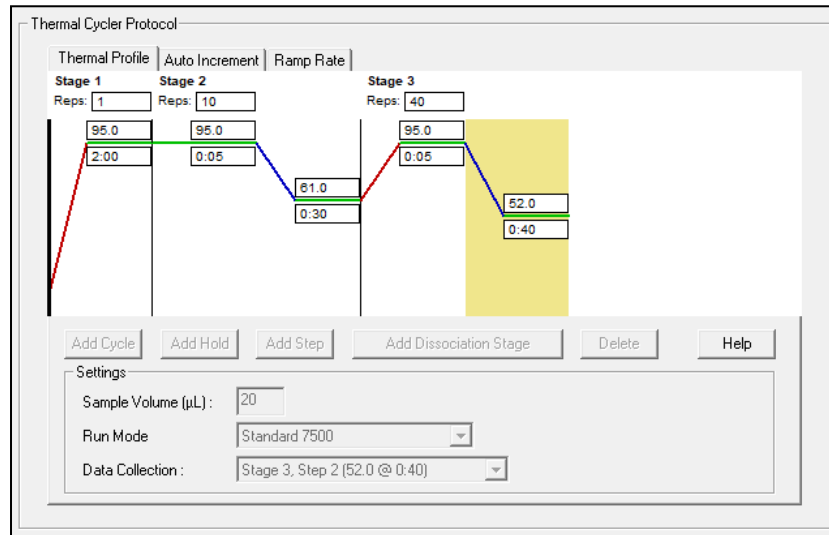 Thermal Cycler Protocol
Thermal Profile Auto Increment Ramp Rate
Stage 1 Stage 2 Stage 3
Reps: 1 Reps: 10 Reps: 40
95.0 95.0 95.0
2:00 0:05 0:05
61.0 52.0
0:30 0:40
Add Cycle Add Hold Add Step Add Dissociation Stage Delete Help
Settings
Sample Volume (µL) : 20
Run Mode Standard 7500
Data Collection : Stage 3, Step 2 (52.0 @ 0:40)